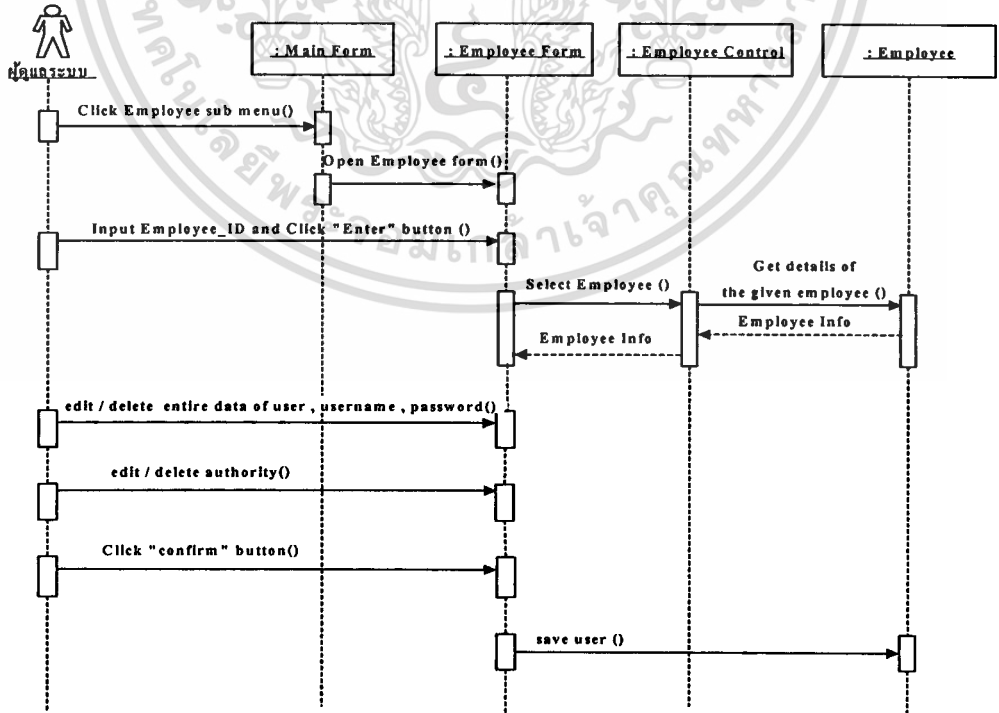 ผู้ดูแลระบบ
: Main Form
: Employee Form
: Employee Control
: Employee
Click Employee sub menu()
Open Employee form()
Input Employee_ID and Click "Enter" button ()
Select Employee ()
Get details of
the given employee ()
Employee Info
Employee Info
edit / delete entire data of user , username , password()
edit / delete authority()
Click "confirm" button()
save user ()